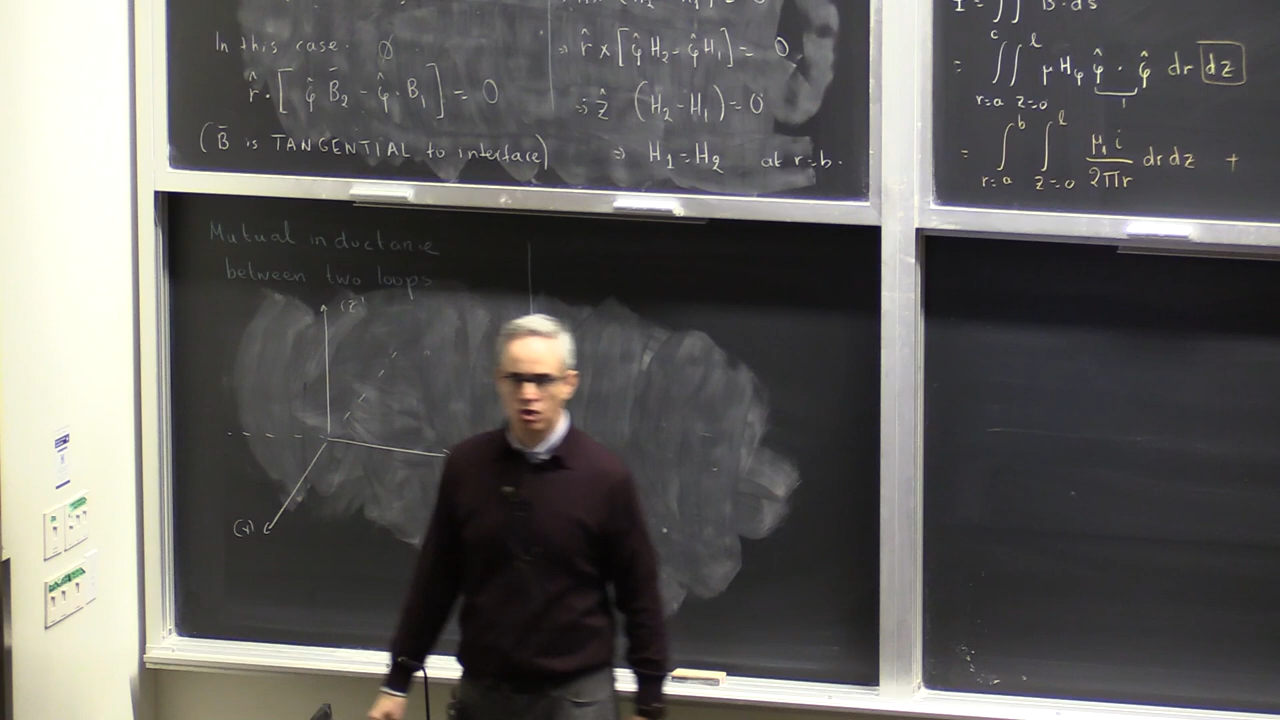 In this case. ∅
r̂ · [ φ̂ B̄₂ - φ̂ · B̄₁ ] = 0
(B̄ is TANGENTIAL to interface)
⇒ r̂ × [φ̂ H₂ - φ̂ H₁] = 0
⇒ ẑ (H₂ - H₁) = 0
⇒ H₁ = H₂ at r=b.
= ∫∫∫ μ H_φ φ̂ · φ̂ dr dz
c l
r=a z=0 1
= ∫_{r=a}^{b} ∫_{z=0}^{l} μ₁ i / 2πr dr dz +
Mutual inductance
between two loops
(z)
(x)